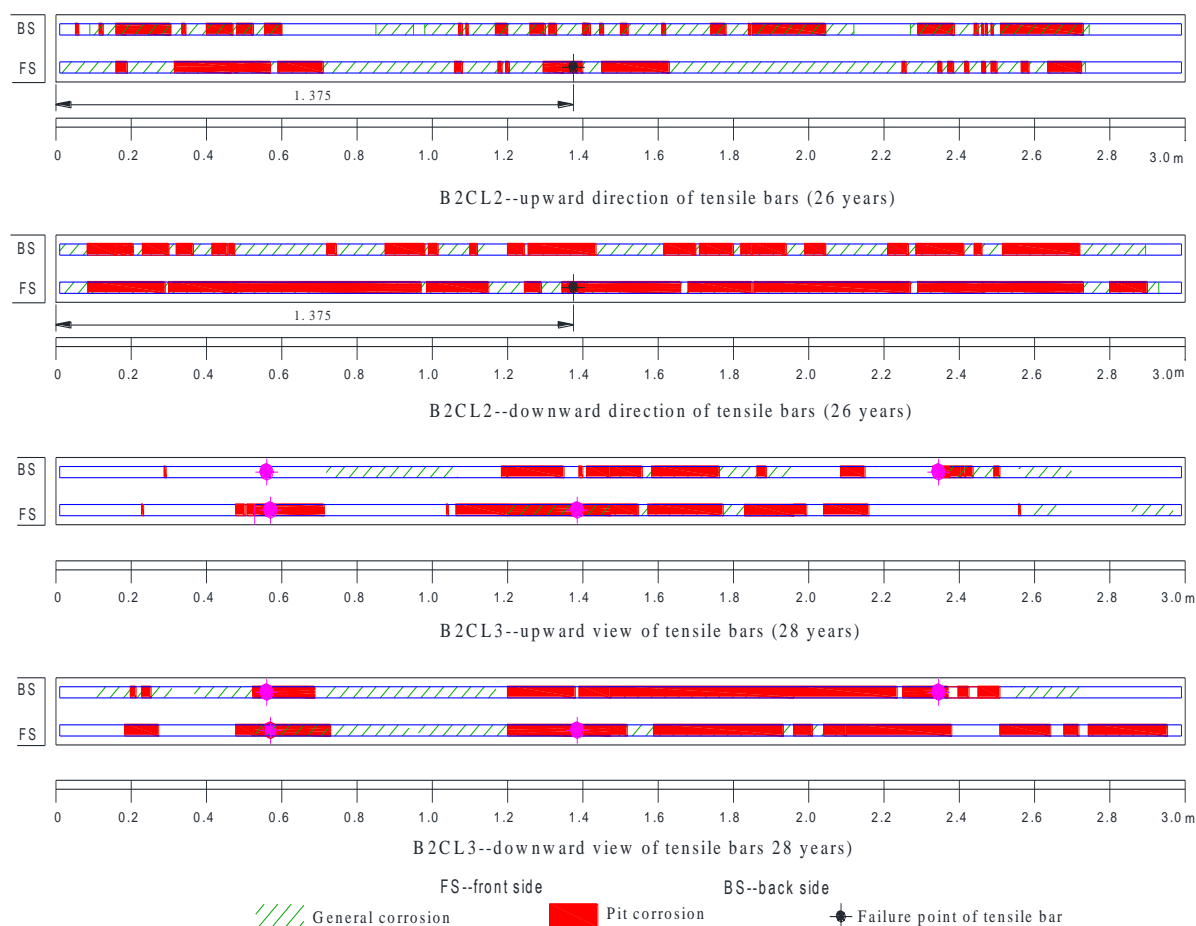 BS
FS
1.375
0 0.2 0.4 0.6 0.8 1.0 1.2 1.4 1.6 1.8 2.0 2.2 2.4 2.6 2.8 3.0 m
B2CL2--upward direction of tensile bars (26 years)
BS
FS
1.375
0 0.2 0.4 0.6 0.8 1.0 1.2 1.4 1.6 1.8 2.0 2.2 2.4 2.6 2.8 3.0 m
B2CL2--downward direction of tensile bars (26 years)
BS
FS
0 0.2 0.4 0.6 0.8 1.0 1.2 1.4 1.6 1.8 2.0 2.2 2.4 2.6 2.8 3.0 m
B2CL3--upward view of tensile bars (28 years)
BS
FS
0 0.2 0.4 0.6 0.8 1.0 1.2 1.4 1.6 1.8 2.0 2.2 2.4 2.6 2.8 3.0 m
B2CL3--downward view of tensile bars 28 years)
FS--front side BS--back side
General corrosion Pit corrosion Failure point of tensile bar